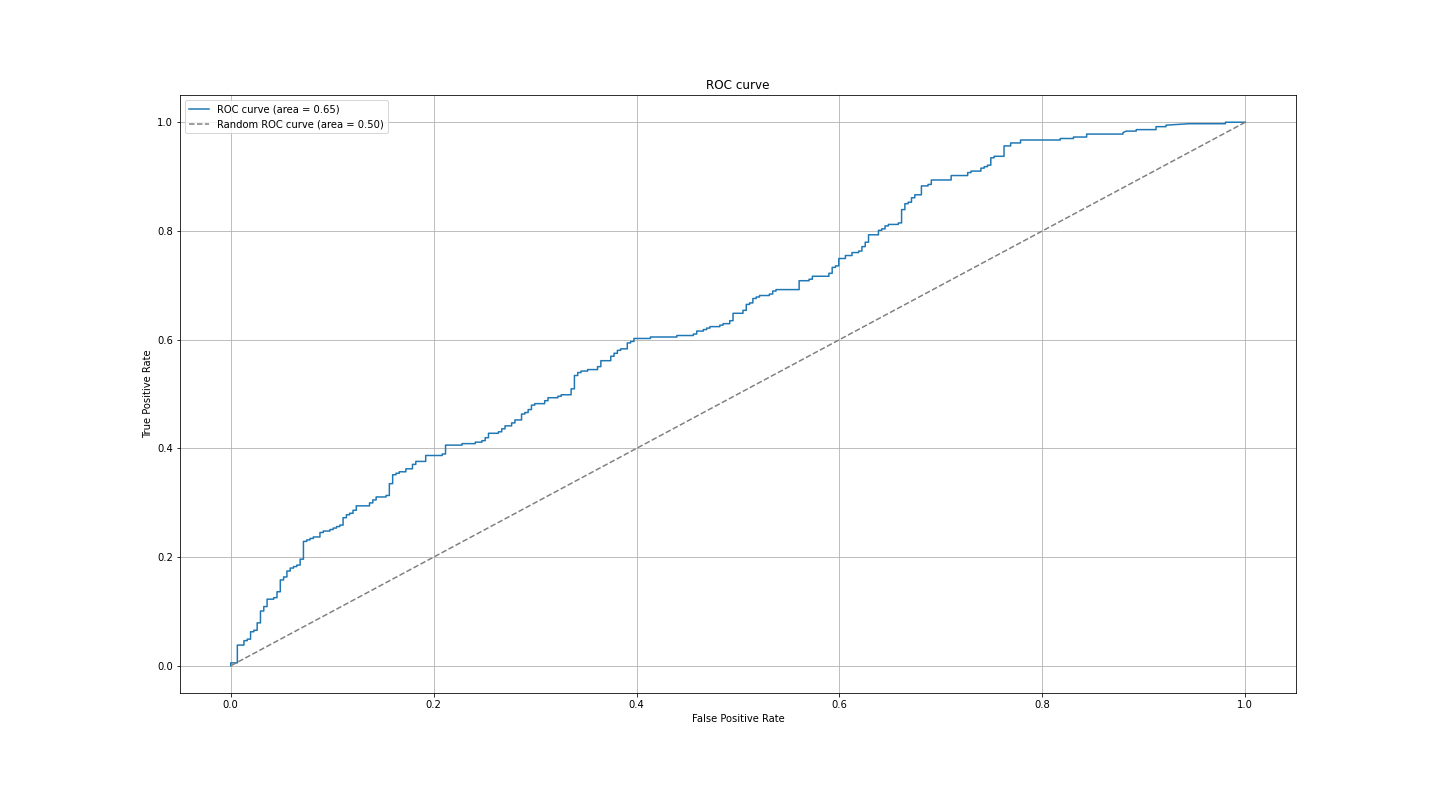 ROC curve
ROC curve (area = 0.65)
Random ROC curve (area = 0.50)
1.0
0.8
0.6
0.4
0.2
0.0
True Positive Rate
0.0 0.2 0.4 0.6 0.8 1.0
False Positive Rate